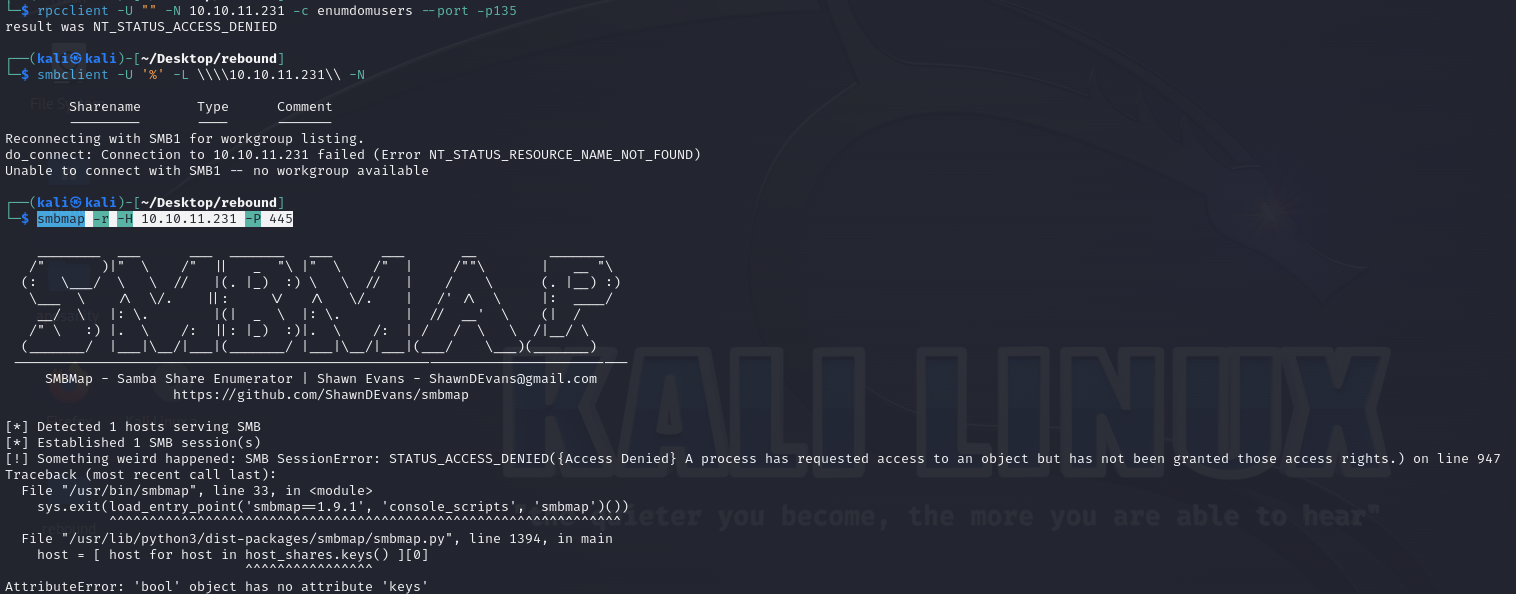 └─$ rpcclient -U "" -N 10.10.11.231 -c enumdomusers --port -p135
result was NT_STATUS_ACCESS_DENIED
┌──(kali㉿kali)-[~/Desktop/rebound]
└─$ smbclient -U '%' -L \\\\10.10.11.231\\ -N
Sharename Type Comment
Reconnecting with SMB1 for workgroup listing.
do_connect: Connection to 10.10.11.231 failed (Error NT_STATUS_RESOURCE_NAME_NOT_FOUND)
Unable to connect with SMB1 -- no workgroup available
┌──(kali㉿kali)-[~/Desktop/rebound]
└─$ smbmap -r -H 10.10.11.231 -P 445
SMBMAP
SMBMap - Samba Share Enumerator | Shawn Evans - ShawnDEvans@gmail.com
https://github.com/ShawnDEvans/smbmap
[*] Detected 1 hosts serving SMB
[*] Established 1 SMB session(s)
[!] Something weird happened: SMB SessionError: STATUS_ACCESS_DENIED({Access Denied} A process has requested access to an object but has not been granted those access rights.) on line 947
Traceback (most recent call last):
File "/usr/bin/smbmap", line 33, in <module>
sys.exit(load_entry_point('smbmap==1.9.1', 'console_scripts', 'smbmap')())
^^^^^^^^^^^^^^^^^^^^^^^^^^^^^^^^^^^^^^^^^^^^^^^^^^^^^^^^^^^^^^^^
File "/usr/lib/python3/dist-packages/smbmap/smbmap.py", line 1394, in main
host = [ host for host in host_shares.keys() ][0]
^^^^^^^^^^^^^^^^
AttributeError: 'bool' object has no attribute 'keys'
KALI LINUX
"the quieter you become, the more you are able to hear"
rebound